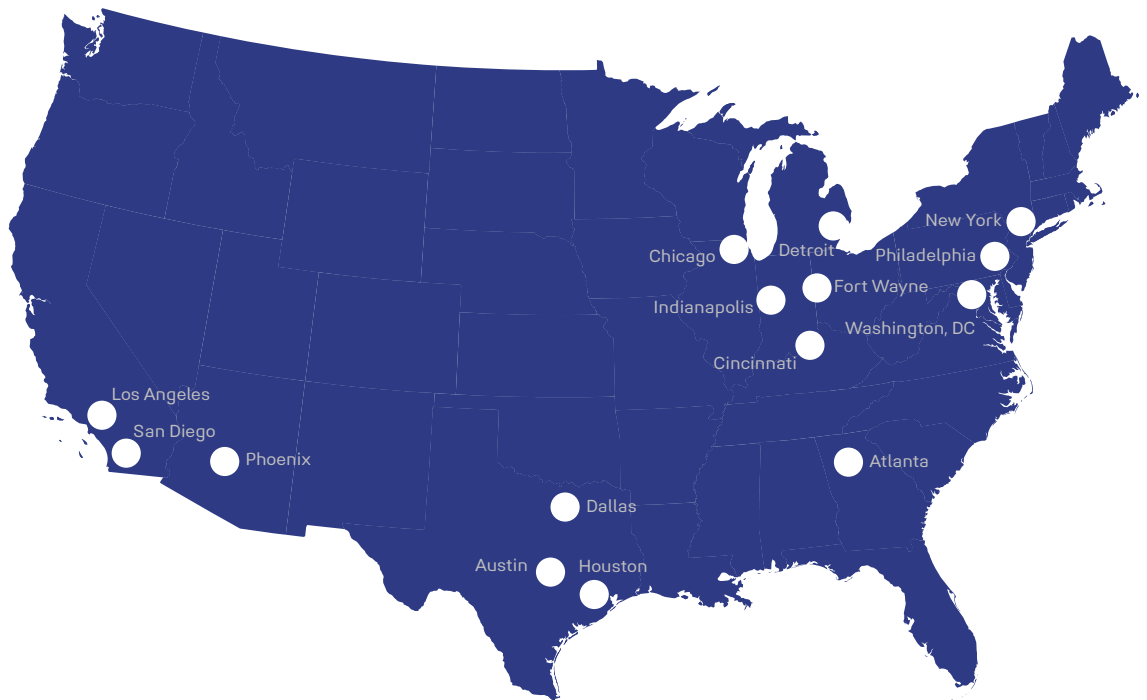 New York
Detroit
Chicago
Philadelphia
Fort Wayne
Indianapolis
Washington, DC
Cincinnati
Los Angeles
San Diego
Phoenix
Atlanta
Dallas
Austin
Houston